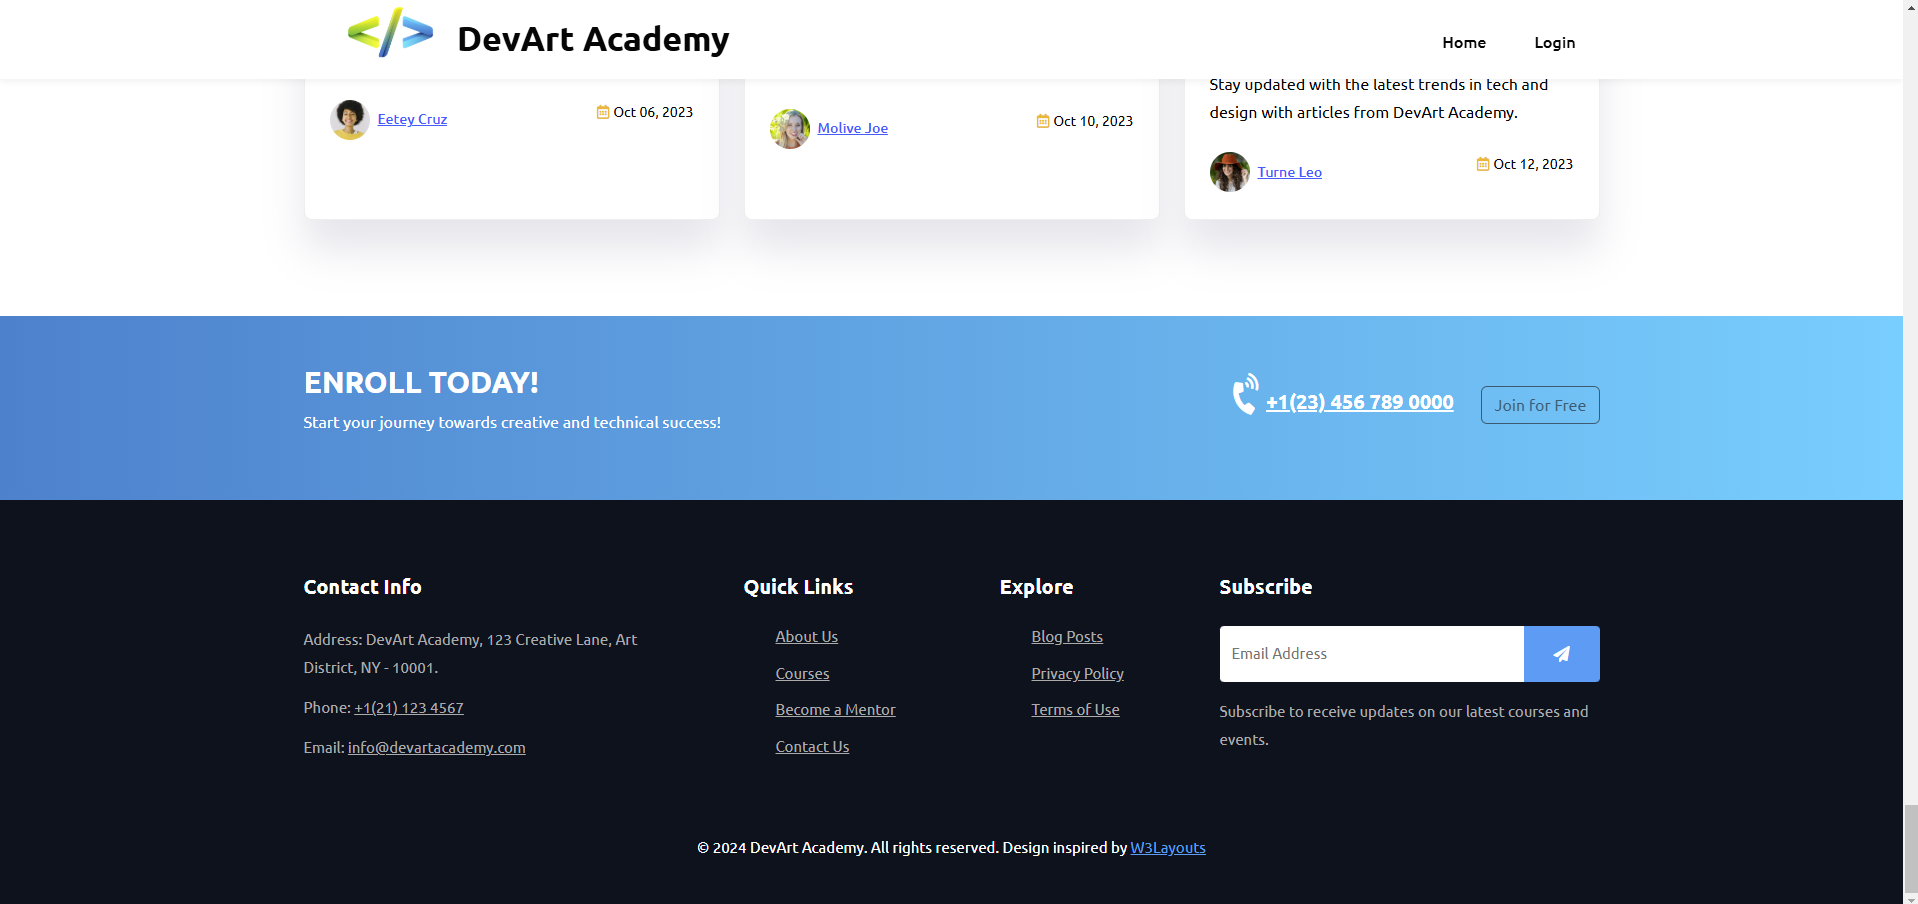 DevArt Academy
Home
Login
Stay updated with the latest trends in tech and
design with articles from DevArt Academy.
Eetey Cruz
Oct 06, 2023
Molive Joe
Oct 10, 2023
Turne Leo
Oct 12, 2023
ENROLL TODAY!
Start your journey towards creative and technical success!
+1(23) 456 789 0000
Join for Free
Contact Info
Address: DevArt Academy, 123 Creative Lane, Art
District, NY - 10001.
Phone: +1(21) 123 4567
Email: info@devartacademy.com
Quick Links
About Us
Courses
Become a Mentor
Contact Us
Explore
Blog Posts
Privacy Policy
Terms of Use
Subscribe
Email Address
Subscribe to receive updates on our latest courses and
events.
© 2024 DevArt Academy. All rights reserved. Design inspired by W3Layouts